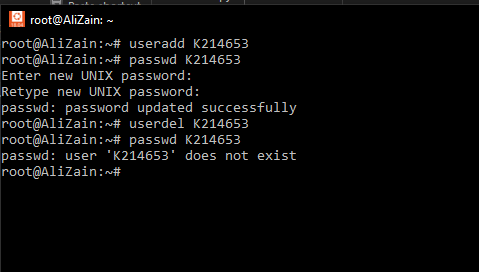 root@AliZain: ~
root@AliZain:~# useradd K214653
root@AliZain:~# passwd K214653
Enter new UNIX password:
Retype new UNIX password:
passwd: password updated successfully
root@AliZain:~# userdel K214653
root@AliZain:~# passwd K214653
passwd: user 'K214653' does not exist
root@AliZain:~#